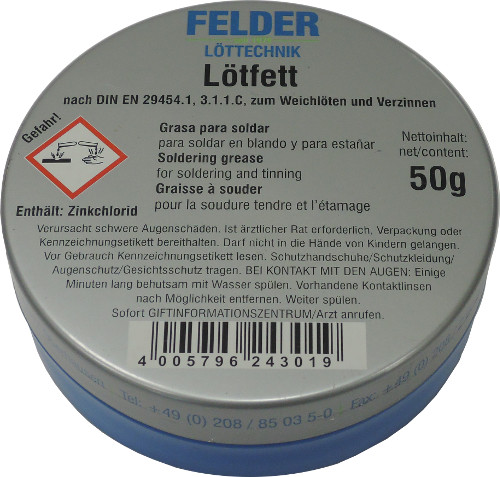 FELDER
LÖTTECHNIK
Lötfett
nach DIN EN 29454.1, 3.1.1.C, zum Weichlöten und Verzinnen
Gefahr!
Enthält: Zinkchlorid
Grasa para soldar
para soldar en blando y para estañar
Soldering grease
for soldering and tinning
Graisse à souder
pour la soudure tendre et l'étamage
Nettoinhalt:
net/content:
50g
Verursacht schwere Augenschäden. Ist ärztlicher Rat erforderlich, Verpackung oder
Kennzeichnungsetikett bereithalten. Darf nicht in die Hände von Kindern gelangen.
Vor Gebrauch Kennzeichnungsetikett lesen. Schutzhandschuhe/Schutzkleidung/
Augenschutz/Gesichtsschutz tragen. BEI KONTAKT MIT DEN AUGEN: Einige
Minuten lang behutsam mit Wasser spülen. Vorhandene Kontaktlinsen
nach Möglichkeit entfernen. Weiter spülen.
Sofort GIFTINFORMATIONSZENTRUM/Arzt anrufen.
4 005796 243019
Tel: +49 (0) 208 / 85 03 5-0 Fax: +49 (0) 208